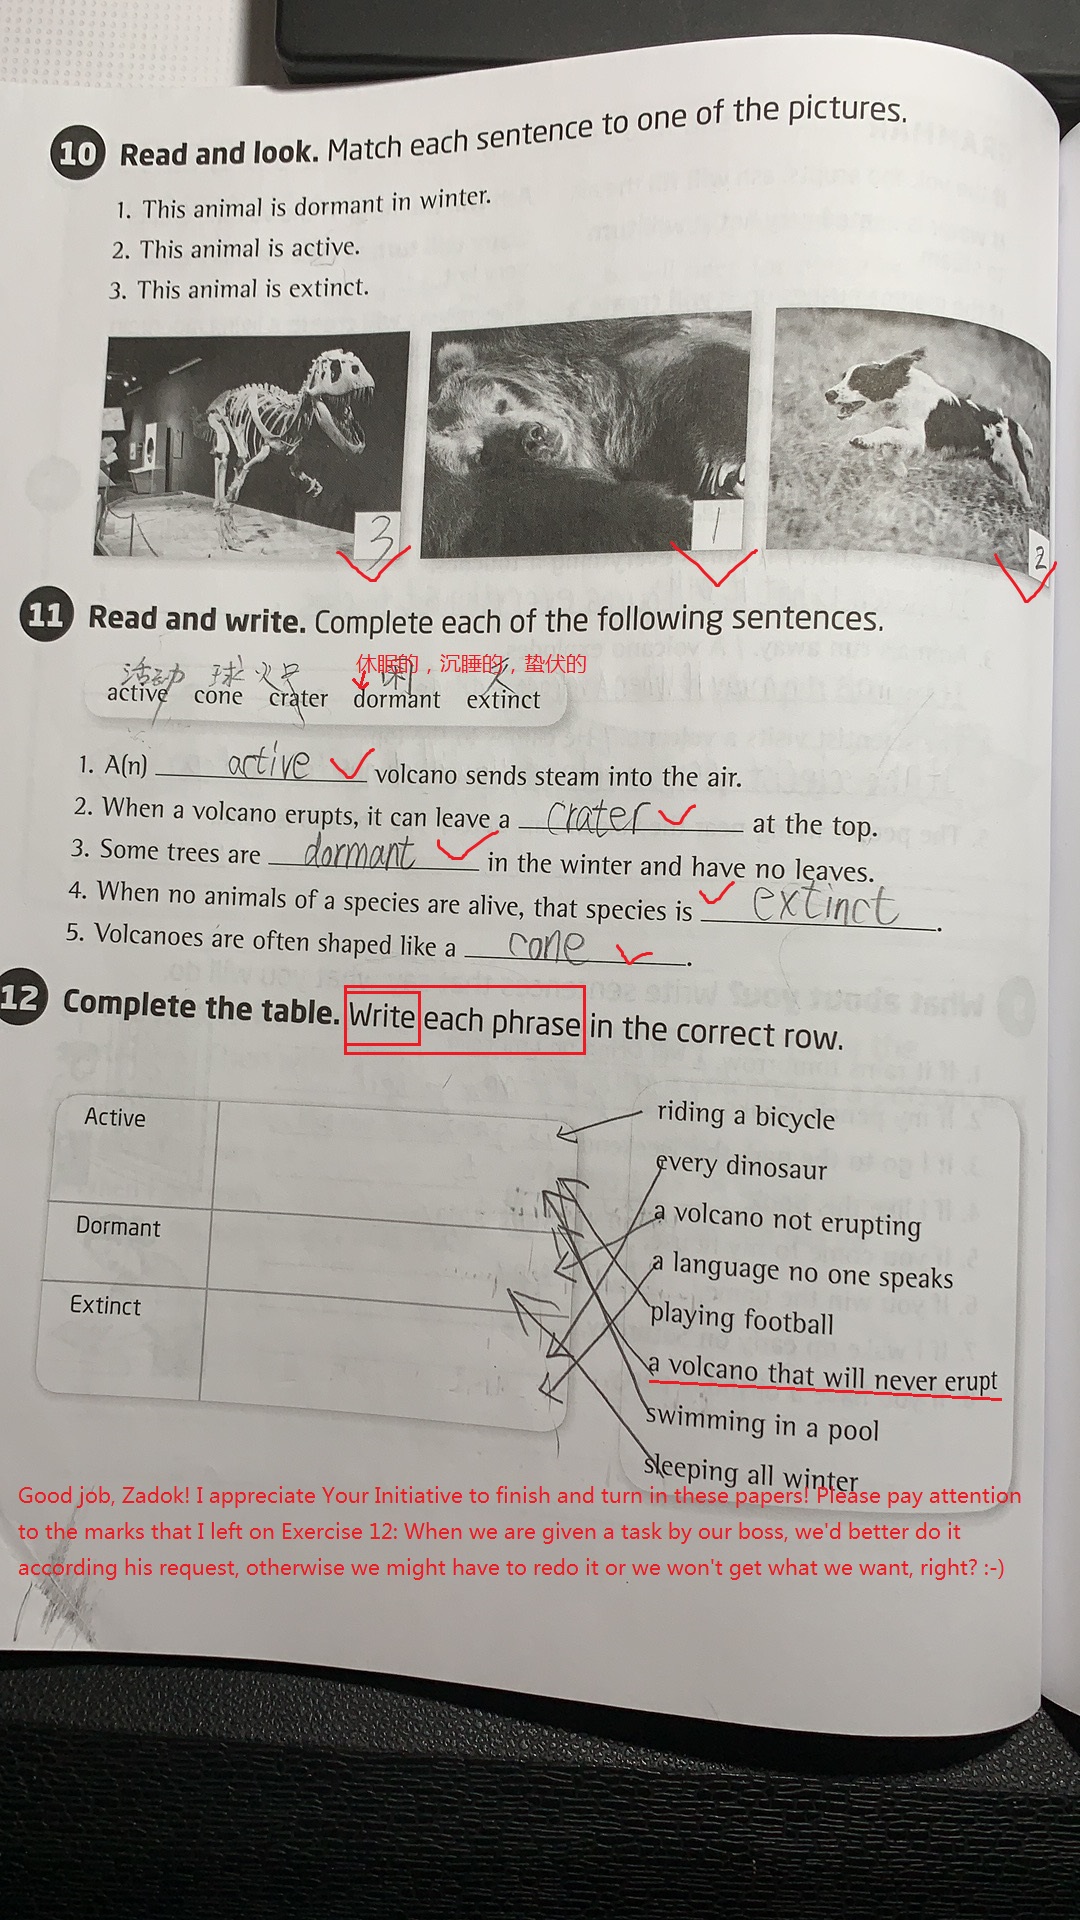 10 Read and look. Match each sentence to one of the pictures.
1. This animal is dormant in winter.
2. This animal is active.
3. This animal is extinct.
3
1
2
11 Read and write. Complete each of the following sentences.
休眠的，沉睡的，蛰伏的
活动 球 火
active cone crater dormant extinct
1. A(n) active volcano sends steam into the air.
2. When a volcano erupts, it can leave a crater at the top.
3. Some trees are dormant in the winter and have no leaves.
4. When no animals of a species are alive, that species is extinct.
5. Volcanoes are often shaped like a cone.
12 Complete the table. Write each phrase in the correct row.
Active
Dormant
Extinct
riding a bicycle
every dinosaur
a volcano not erupting
a language no one speaks
playing football
a volcano that will never erupt
swimming in a pool
sleeping all winter
Good job, Zadok! I appreciate Your Initiative to finish and turn in these papers! Please pay attention
to the marks that I left on Exercise 12: When we are given a task by our boss, we'd better do it
according his request, otherwise we might have to redo it or we won't get what we want, right? :-)